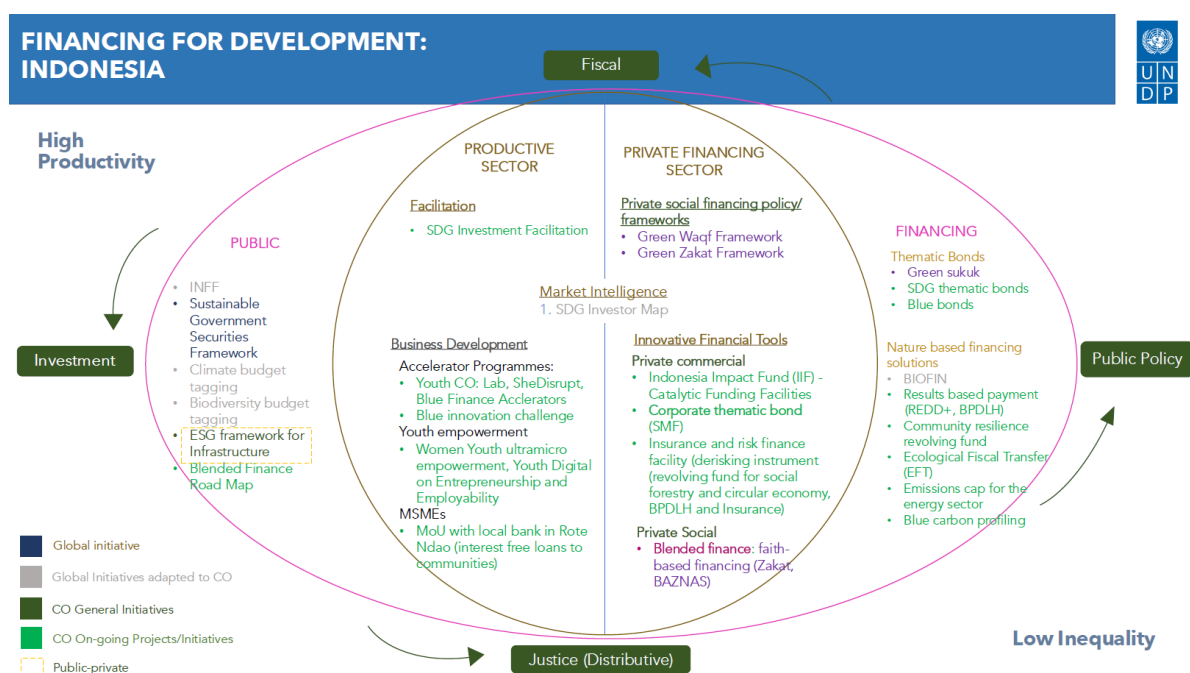 FINANCING FOR DEVELOPMENT:
INDONESIA
Fiscal
U N
D P
High
Productivity
PRODUCTIVE
SECTOR
PRIVATE FINANCING
SECTOR
Facilitation
• SDG Investment Facilitation
Private social financing policy/
frameworks
• Green Waqf Framework
• Green Zakat Framework
PUBLIC
• INFF
• Sustainable
Government
Securities
Framework
• Climate budget
tagging
• Biodiversity budget
tagging
• ESG framework for
Infrastructure
• Blended Finance
Road Map
FINANCING
Thematic Bonds
• Green sukuk
• SDG thematic bonds
• Blue bonds
Market Intelligence
1. SDG Investor Map
Investment
Business Development
Accelerator Programmes:
• Youth CO: Lab, SheDisrupt,
Blue Finance Acclerators
• Blue innovation challenge
Youth empowerment
• Women Youth ultramicro
empowerment, Youth Digital
on Entrepreneurship and
Employability
MSMEs
• MoU with local bank in Rote
Ndao (interest free loans to
communities)
Innovative Financial Tools
Private commercial
• Indonesia Impact Fund (IIF) -
Catalytic Funding Facilities
• Corporate thematic bond
(SMF)
• Insurance and risk finance
facility (derisking instrument
(revolving fund for social
forestry and circular economy,
BPDLH and Insurance)
Private Social
• Blended finance: faith-
based financing (Zakat,
BAZNAS)
Nature based financing
solutions
• BIOFIN
• Results based payment
(REDD+, BPDLH)
• Community resilience
revolving fund
• Ecological Fiscal Transfer
(EFT)
• Emissions cap for the
energy sector
• Blue carbon profiling
Public Policy
Global initiative
Global Initiatives adapted to CO
CO General Initiatives
CO On-going Projects/Initiatives
Public-private
Low Inequality
Justice (Distributive)